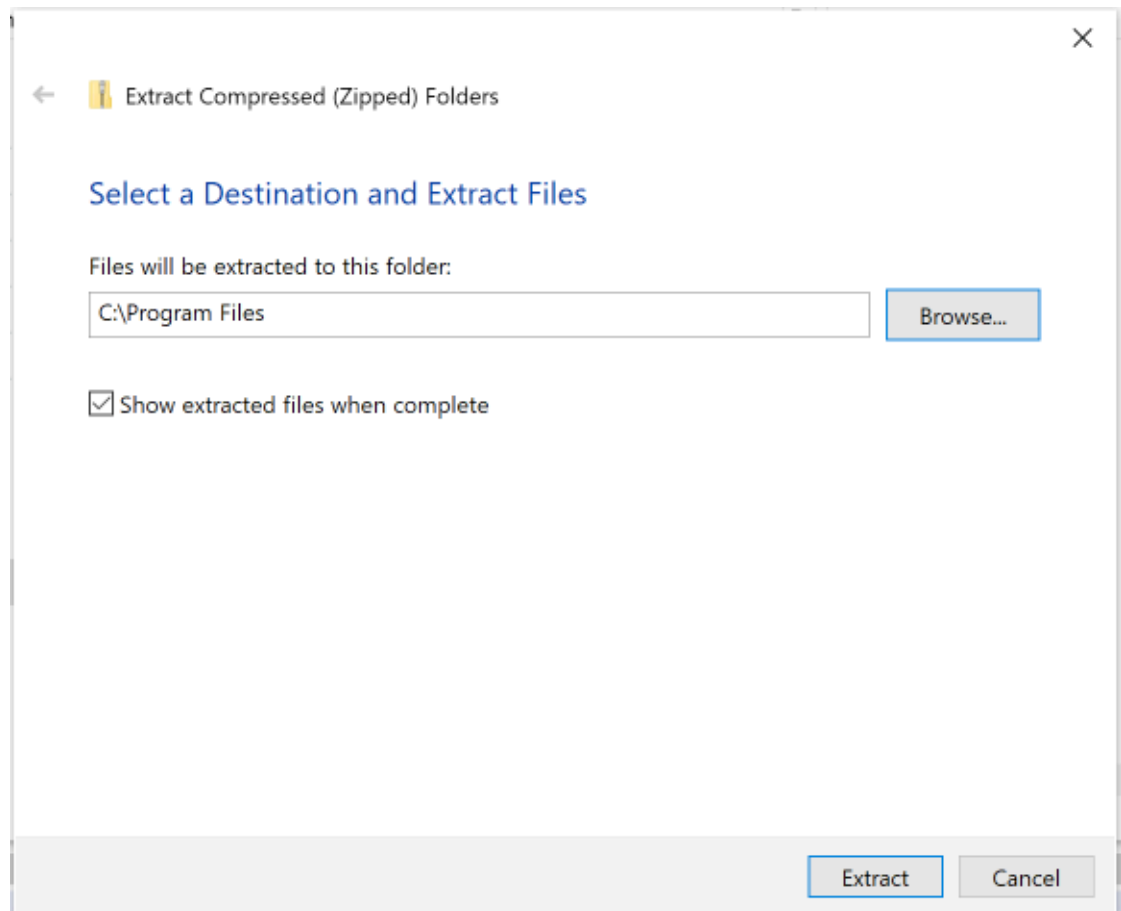 Extract Compressed (Zipped) Folders
Select a Destination and Extract Files
Files will be extracted to this folder:
C:\Program Files
Browse...
Show extracted files when complete
Extract
Cancel